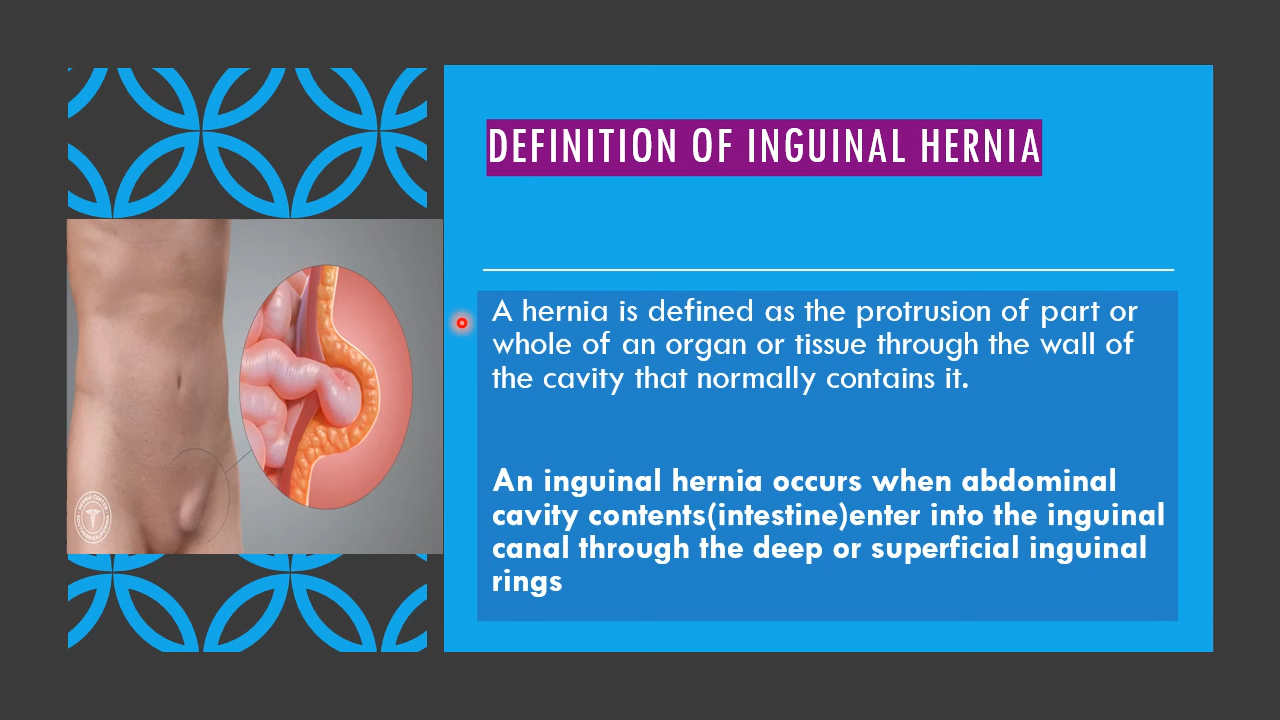 DEFINITION OF INGUINAL HERNIA
A hernia is defined as the protrusion of part or
whole of an organ or tissue through the wall of
the cavity that normally contains it.
An inguinal hernia occurs when abdominal
cavity contents(intestine)enter into the inguinal
canal through the deep or superficial inguinal
rings